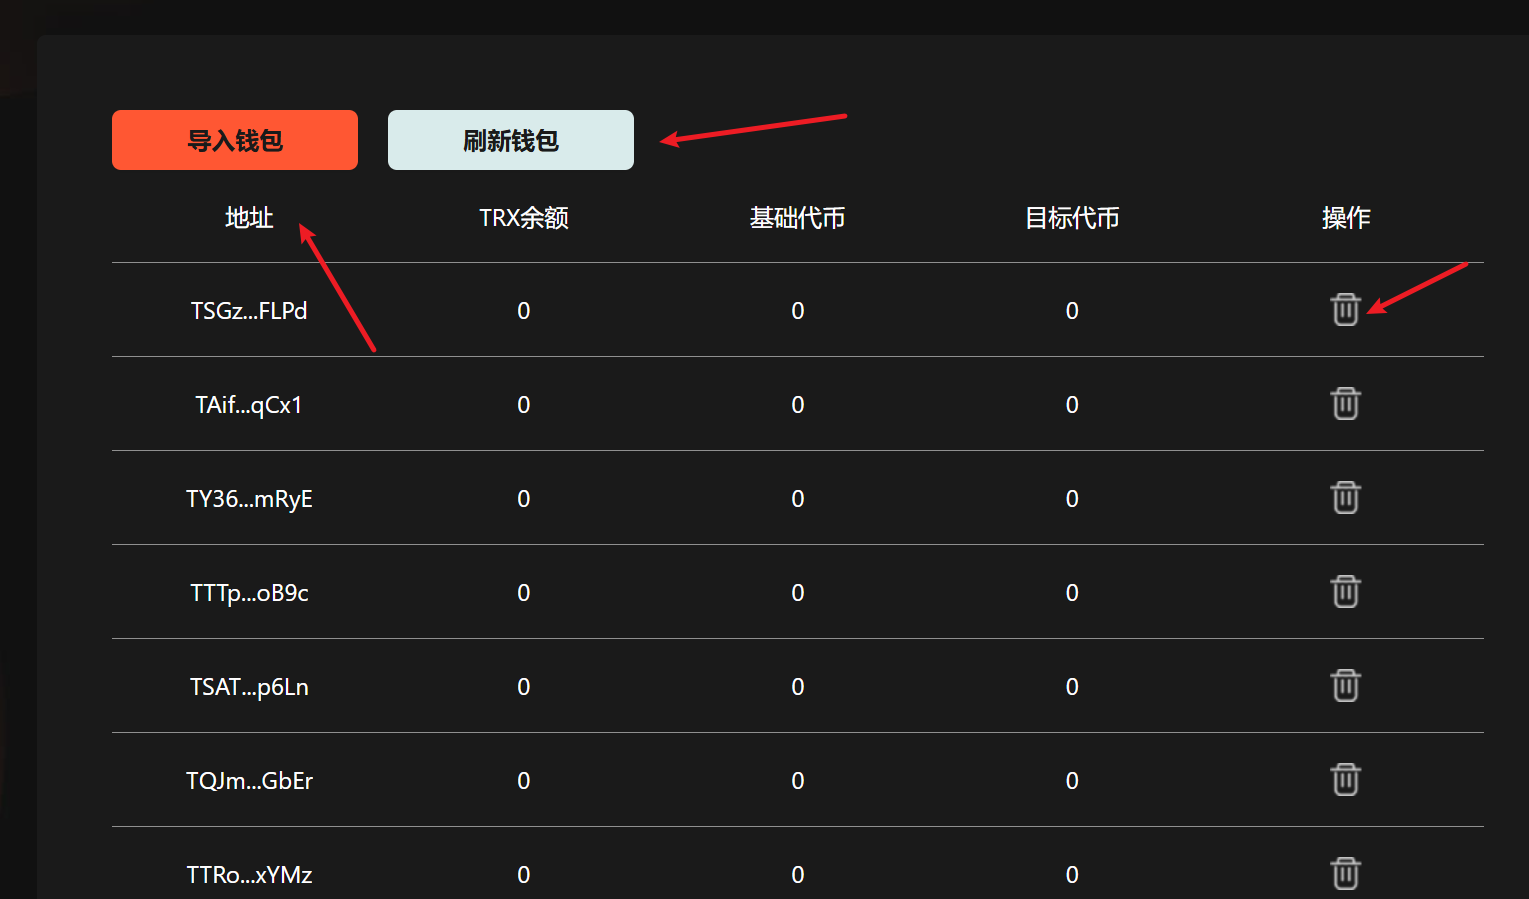 导入钱包 刷新钱包
地址 TRX余额 基础代币 目标代币 操作
TSGz...FLPd 0 0 0
TAif...qCx1 0 0 0
TY36...mRyE 0 0 0
TTTp...oB9c 0 0 0
TSAT...p6Ln 0 0 0
TQJm...GbEr 0 0 0
TTRo...xYMz 0 0 0